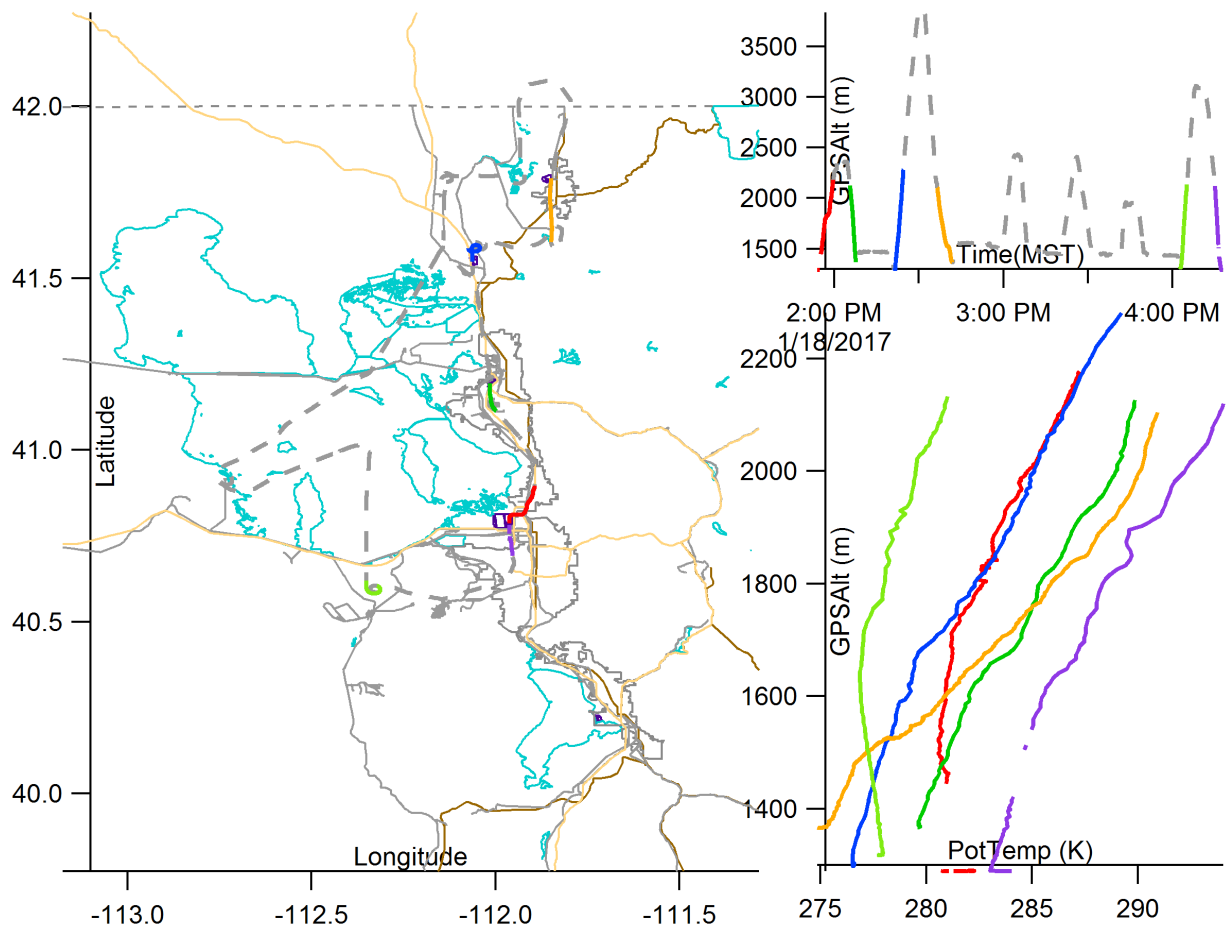 42.0
41.5
41.0
40.5
40.0
Latitude
Longitude
-113.0
-112.5
-112.0
-111.5
3500
3000
2500
2000
1500
GPSAlt (m)
Time(MST)
2:00 PM
3:00 PM
4:00 PM
1/18/2017
2200
2000
1800
1600
1400
GPSAlt (m)
PotTemp (K)
275
280
285
290